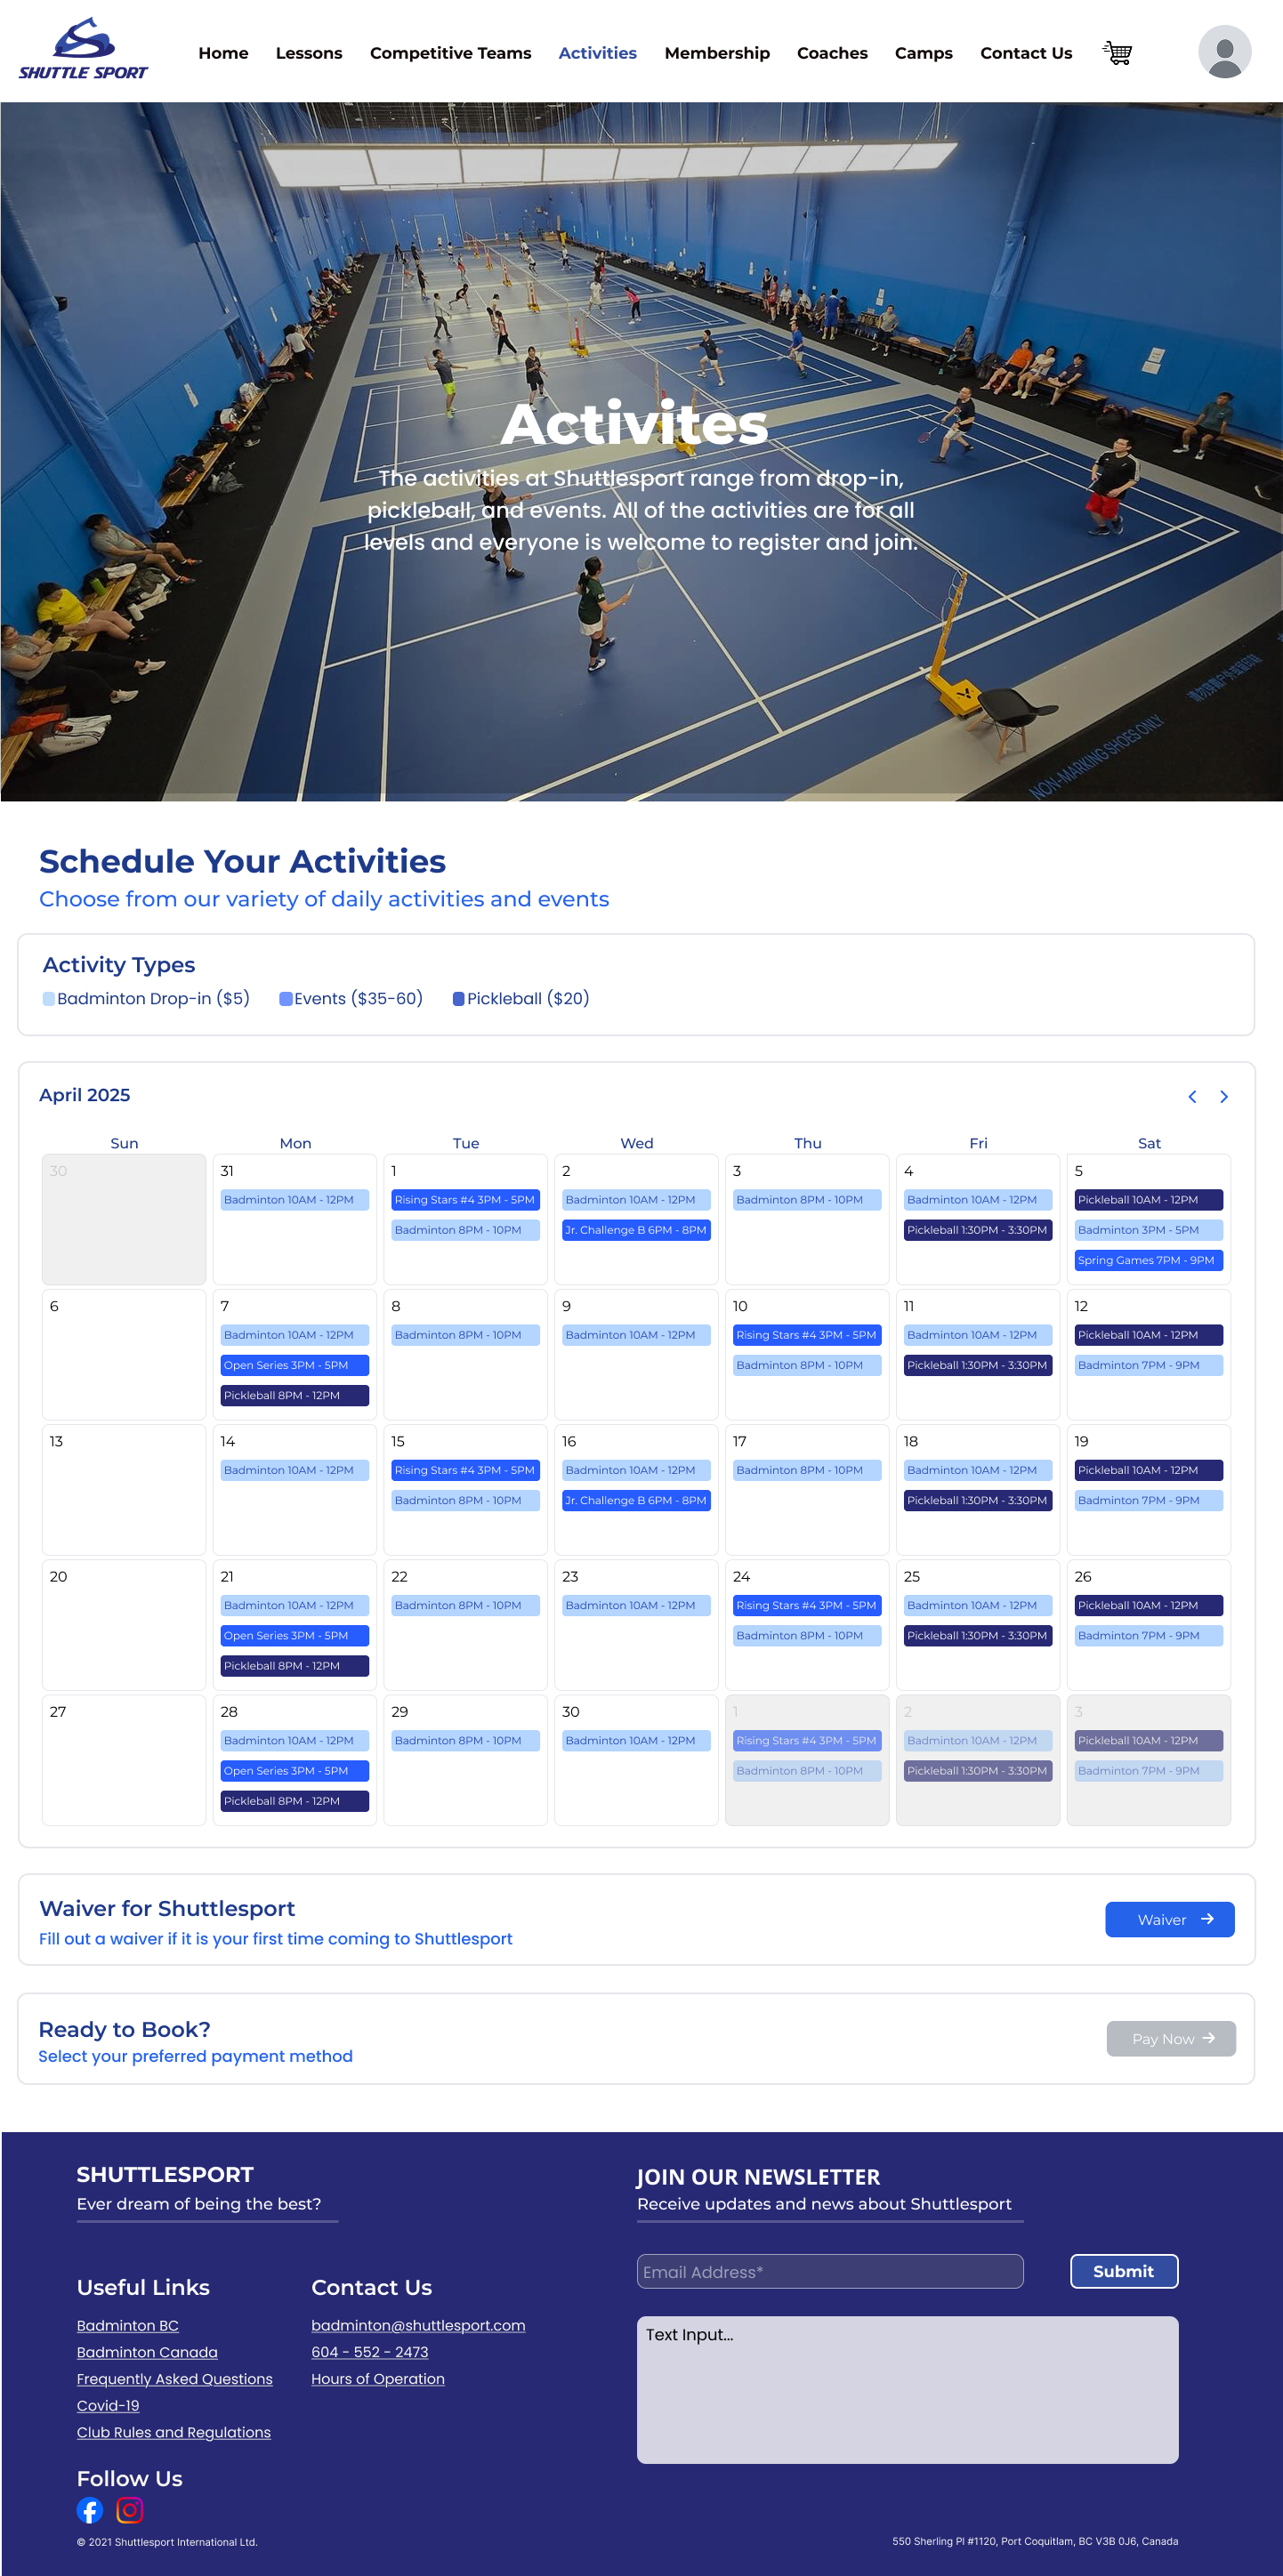 SHUTTLE SPORT
Home Lessons Competitive Teams Activities Membership Coaches Camps Contact Us
Activites
The activities at Shuttlesport range from drop-in,
pickleball, and events. All of the activities are for all
levels and everyone is welcome to register and join.
NON-MARKING SHOES ONLY
Schedule Your Activities
Choose from our variety of daily activities and events
Activity Types
Badminton Drop-in ($5) Events ($35-60) Pickleball ($20)
April 2025
Sun Mon Tue Wed Thu Fri Sat
30
31
Badminton 10AM - 12PM
1
Rising Stars #4 3PM - 5PM
Badminton 8PM - 10PM
2
Badminton 10AM - 12PM
Jr. Challenge B 6PM - 8PM
3
Badminton 8PM - 10PM
4
Badminton 10AM - 12PM
Pickleball 1:30PM - 3:30PM
5
Pickleball 10AM - 12PM
Badminton 3PM - 5PM
Spring Games 7PM - 9PM
6
7
Badminton 10AM - 12PM
Open Series 3PM - 5PM
Pickleball 8PM - 12PM
8
Badminton 8PM - 10PM
9
Badminton 10AM - 12PM
10
Rising Stars #4 3PM - 5PM
Badminton 8PM - 10PM
11
Badminton 10AM - 12PM
Pickleball 1:30PM - 3:30PM
12
Pickleball 10AM - 12PM
Badminton 7PM - 9PM
13
14
Badminton 10AM - 12PM
15
Rising Stars #4 3PM - 5PM
Badminton 8PM - 10PM
16
Badminton 10AM - 12PM
Jr. Challenge B 6PM - 8PM
17
Badminton 8PM - 10PM
18
Badminton 10AM - 12PM
Pickleball 1:30PM - 3:30PM
19
Pickleball 10AM - 12PM
Badminton 7PM - 9PM
20
21
Badminton 10AM - 12PM
Open Series 3PM - 5PM
Pickleball 8PM - 12PM
22
Badminton 8PM - 10PM
23
Badminton 10AM - 12PM
24
Rising Stars #4 3PM - 5PM
Badminton 8PM - 10PM
25
Badminton 10AM - 12PM
Pickleball 1:30PM - 3:30PM
26
Pickleball 10AM - 12PM
Badminton 7PM - 9PM
27
28
Badminton 10AM - 12PM
Open Series 3PM - 5PM
Pickleball 8PM - 12PM
29
Badminton 8PM - 10PM
30
Badminton 10AM - 12PM
1
Rising Stars #4 3PM - 5PM
Badminton 8PM - 10PM
2
Badminton 10AM - 12PM
Pickleball 1:30PM - 3:30PM
3
Pickleball 10AM - 12PM
Badminton 7PM - 9PM
Waiver for Shuttlesport
Fill out a waiver if it is your first time coming to Shuttlesport
Waiver
Ready to Book?
Select your preferred payment method
Pay Now
SHUTTLESPORT
Ever dream of being the best?
Useful Links
Badminton BC
Badminton Canada
Frequently Asked Questions
Covid-19
Club Rules and Regulations
Contact Us
badminton@shuttlesport.com
604 - 552 - 2473
Hours of Operation
Follow Us
© 2021 Shuttlesport International Ltd.
JOIN OUR NEWSLETTER
Receive updates and news about Shuttlesport
Email Address*
Submit
Text Input...
550 Sherling Pl #1120, Port Coquitlam, BC V3B 0J6, Canada